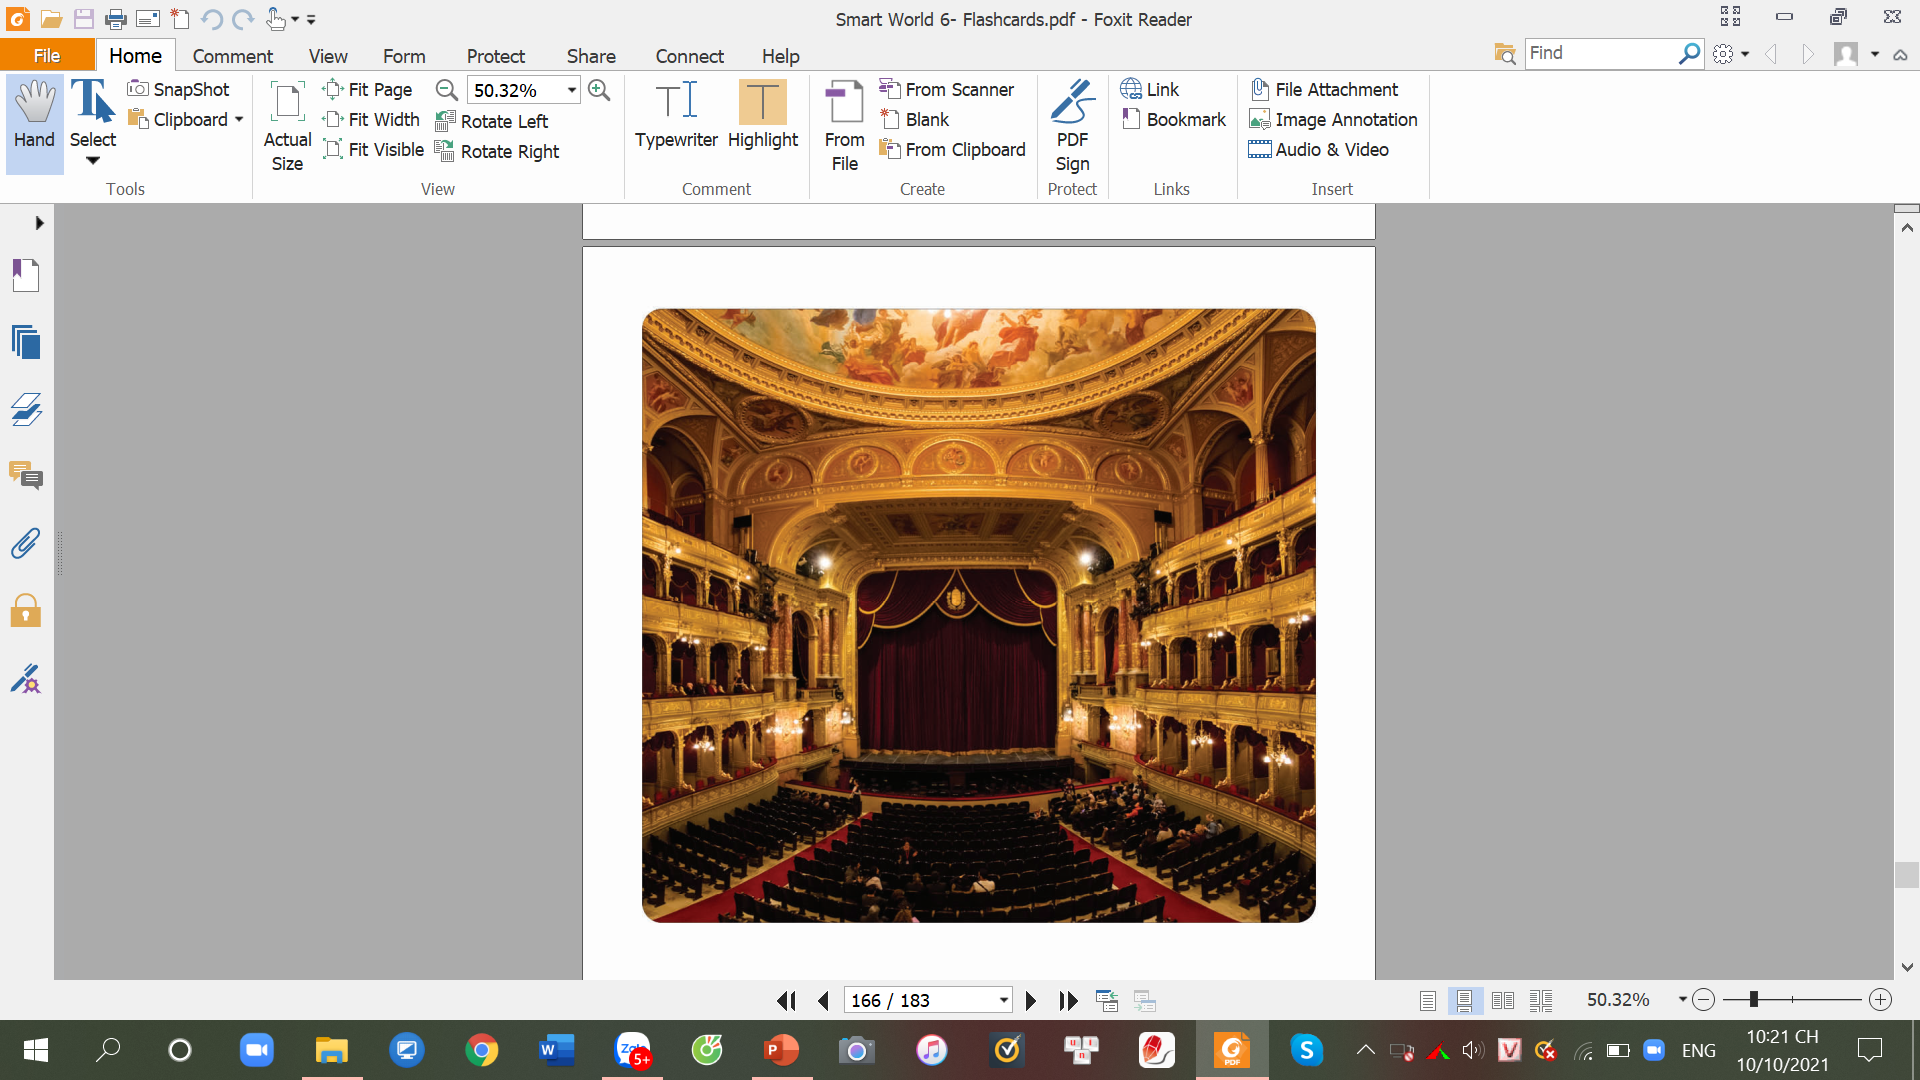 Smart World 6- Flashcards.pdf - Foxit Reader
File Home Comment View Form Protect Share Connect Help
Find
Hand
Select
SnapShot
Clipboard
Tools
Actual Size
Fit Page
Fit Width
Fit Visible
50.32%
Rotate Left
Rotate Right
View
Typewriter
Highlight
Comment
From File
From Scanner
Blank
From Clipboard
Create
PDF Sign
Protect
Link
Bookmark
Links
File Attachment
Image Annotation
Audio & Video
Insert
166 / 183
50.32%
Zalo
5+
PDF
ENG
10:21 CH
10/10/2021